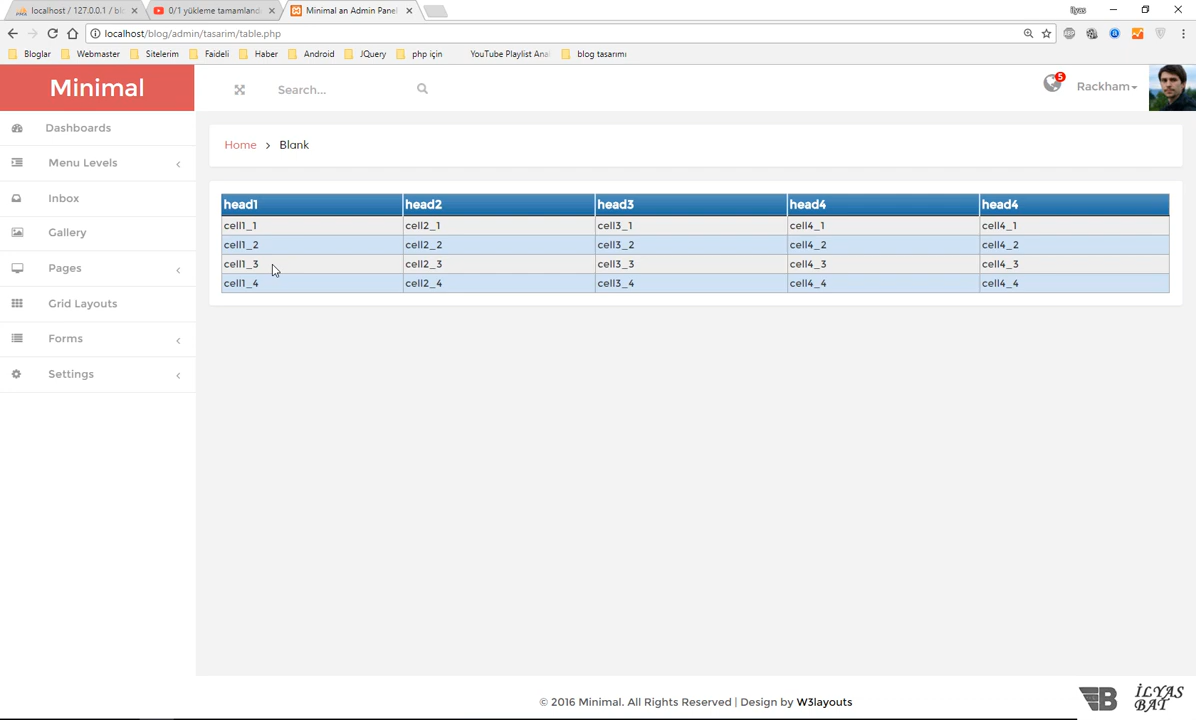 localhost / 127.0.0.1 / bl
0/1 yükleme tamamlandı
Minimal an Admin Panel
ilyas
localhost/blog/admin/tasarim/table.php
Bloglar
Webmaster
Sitelerim
Faideli
Haber
Android
JQuery
php için
YouTube Playlist Ana
blog tasarımı
Minimal
Search...
5
Rackham
Dashboards
Menu Levels
Inbox
Gallery
Pages
Grid Layouts
Forms
Settings
Home > Blank
head1 head2 head3 head4 head4
cell1_1 cell2_1 cell3_1 cell4_1 cell4_1
cell1_2 cell2_2 cell3_2 cell4_2 cell4_2
cell1_3 cell2_3 cell3_3 cell4_3 cell4_3
cell1_4 cell2_4 cell3_4 cell4_4 cell4_4
© 2016 Minimal. All Rights Reserved | Design by W3layouts
İLYAS
BAT